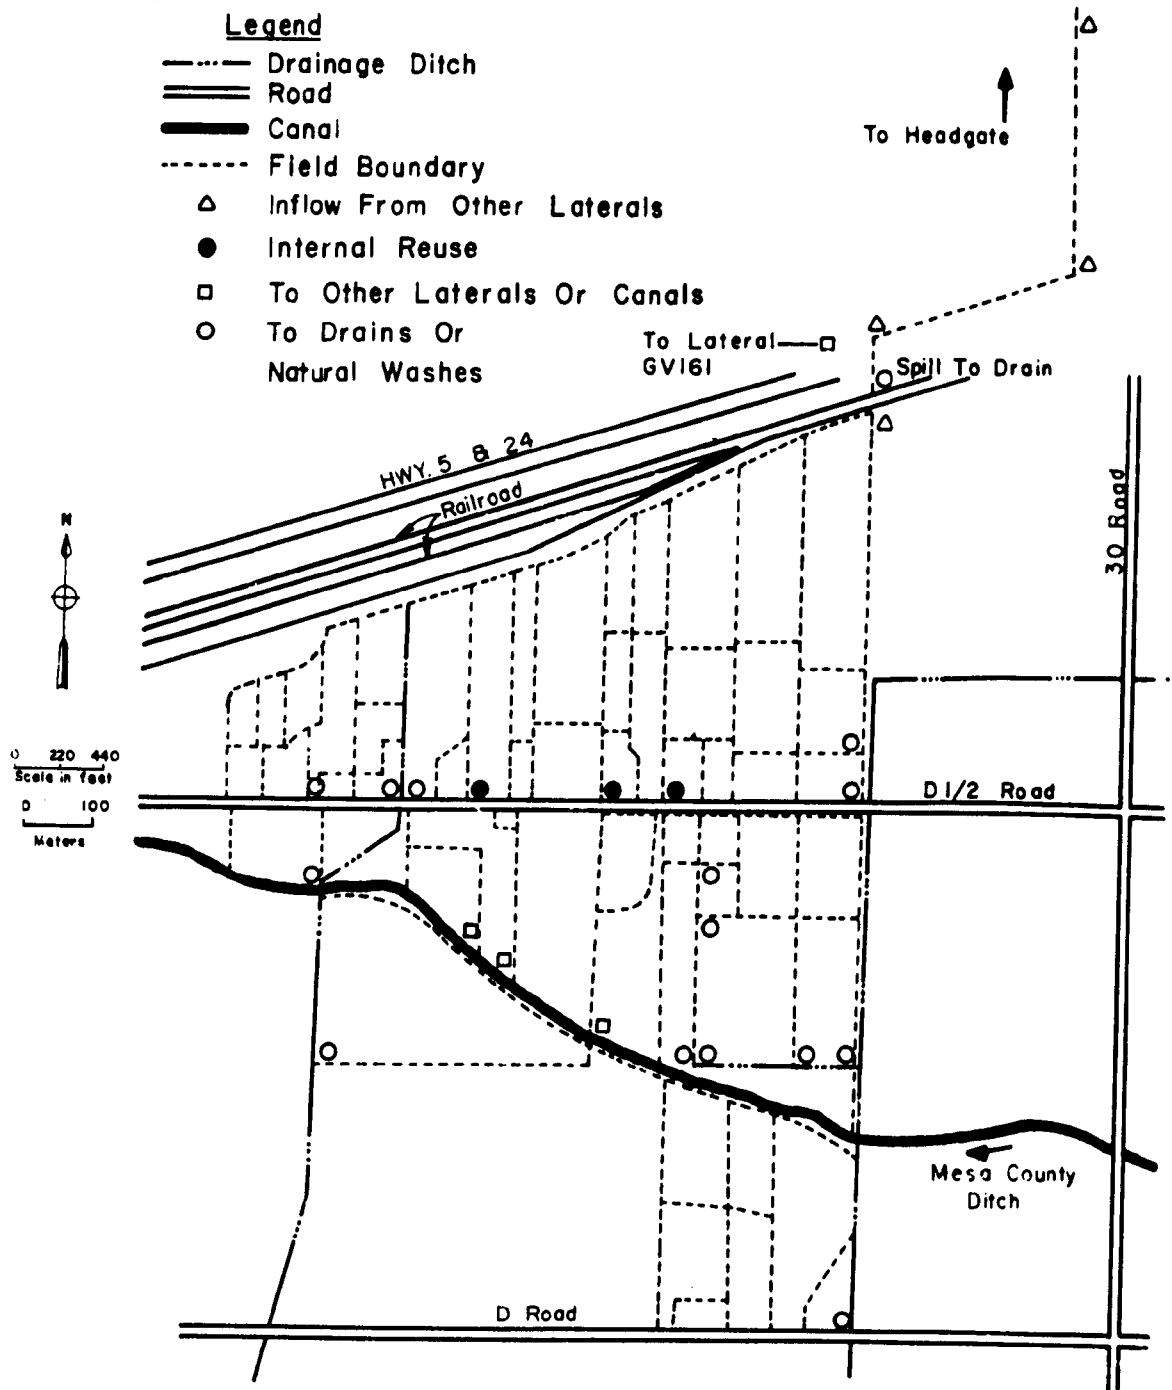 Legend
Drainage Ditch
Road
Canal
Field Boundary
Inflow From Other Laterals
Internal Reuse
To Other Laterals Or Canals
To Drains Or
Natural Washes
To Headgate
To Lateral
GV161
Spill To Drain
HWY. 5 & 24
Railroad
30 Road
N
0 220 440
Scale in feet
0 100
Meters
D 1/2 Road
Mesa County
Ditch
D Road